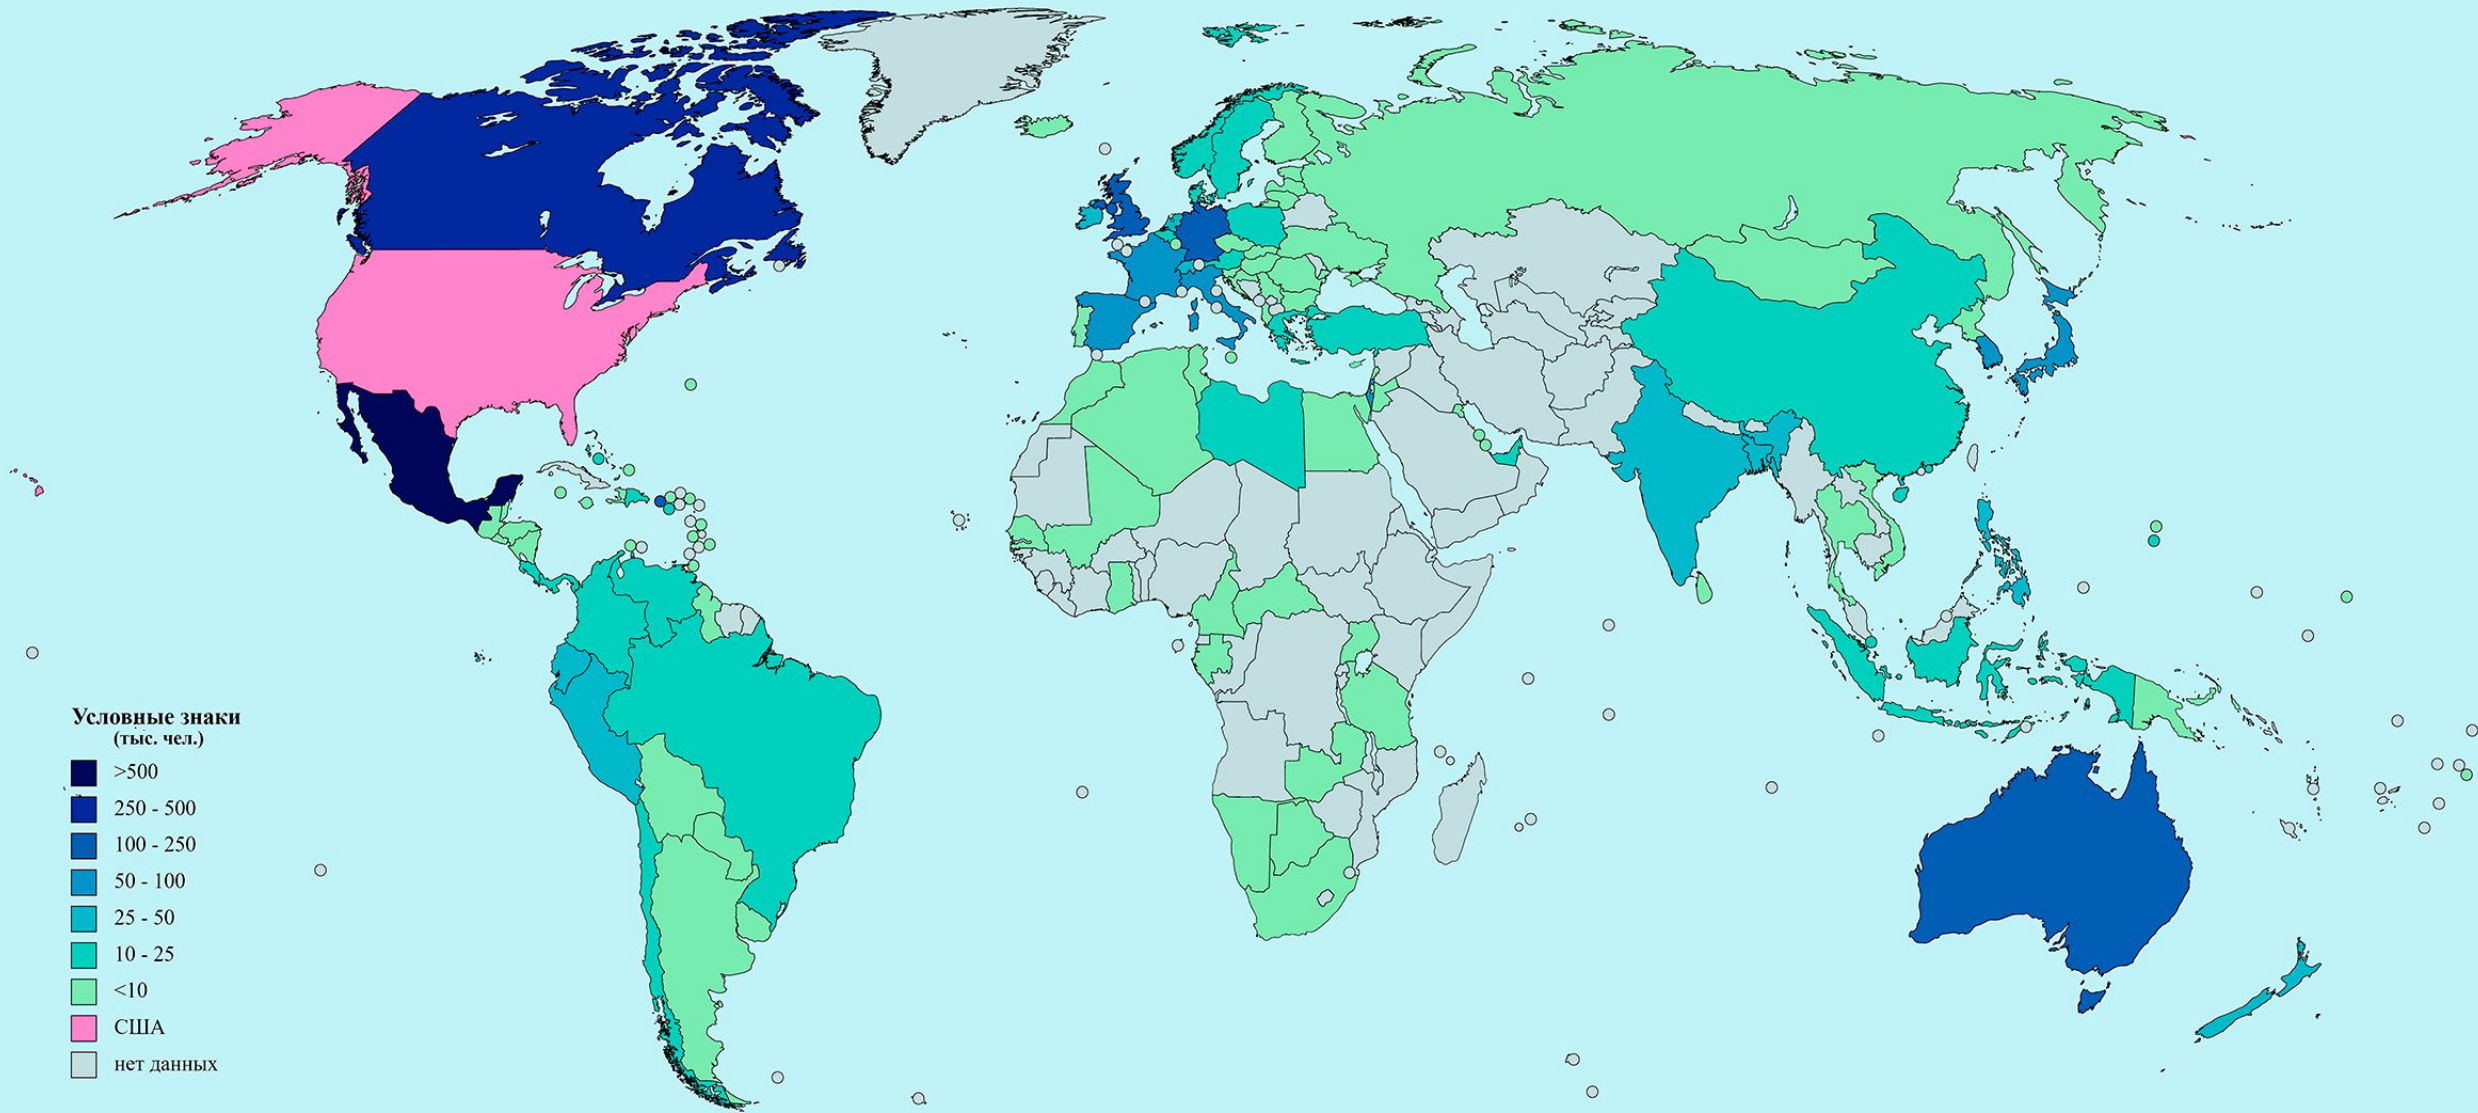 Условные знаки
(тыс. чел.)
>500
250 - 500
100 - 250
50 - 100
25 - 50
10 - 25
<10
США
нет данных